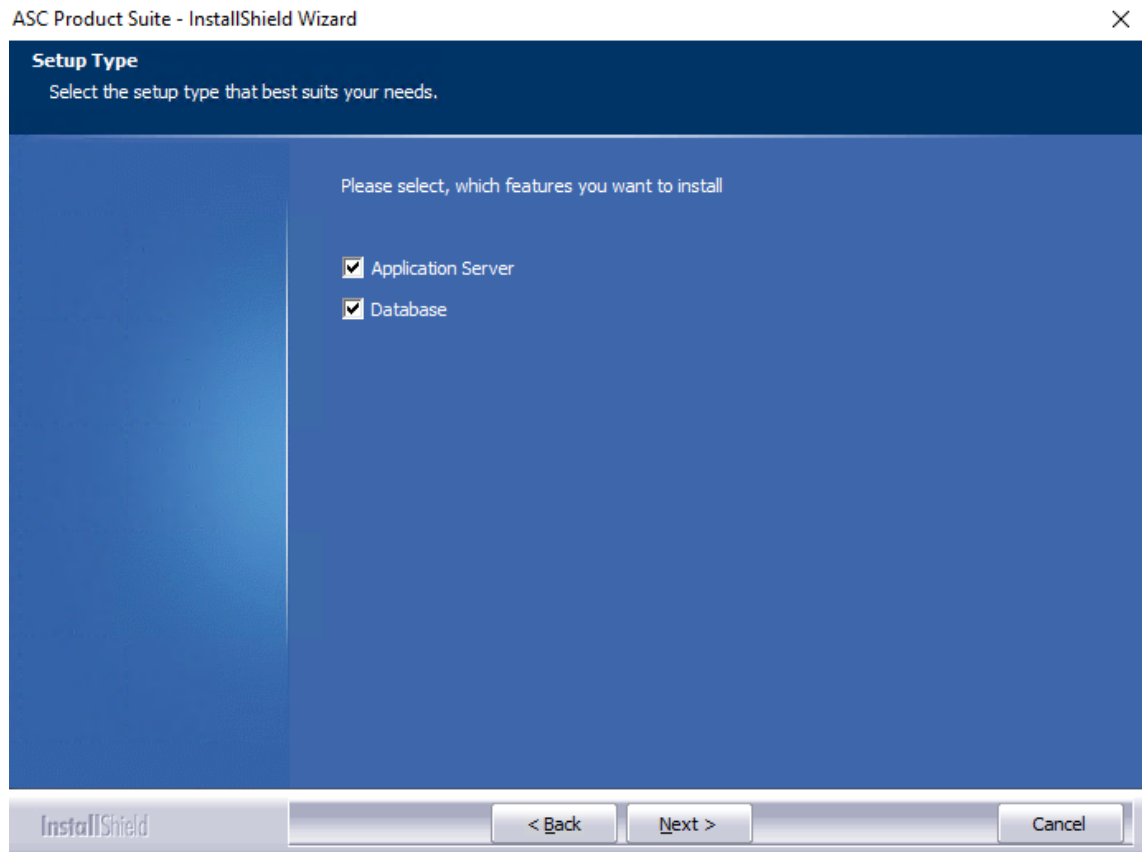 ASC Product Suite - InstallShield Wizard
Setup Type
Select the setup type that best suits your needs.
Please select, which features you want to install
Application Server
Database
InstallShield
< Back
Next >
Cancel